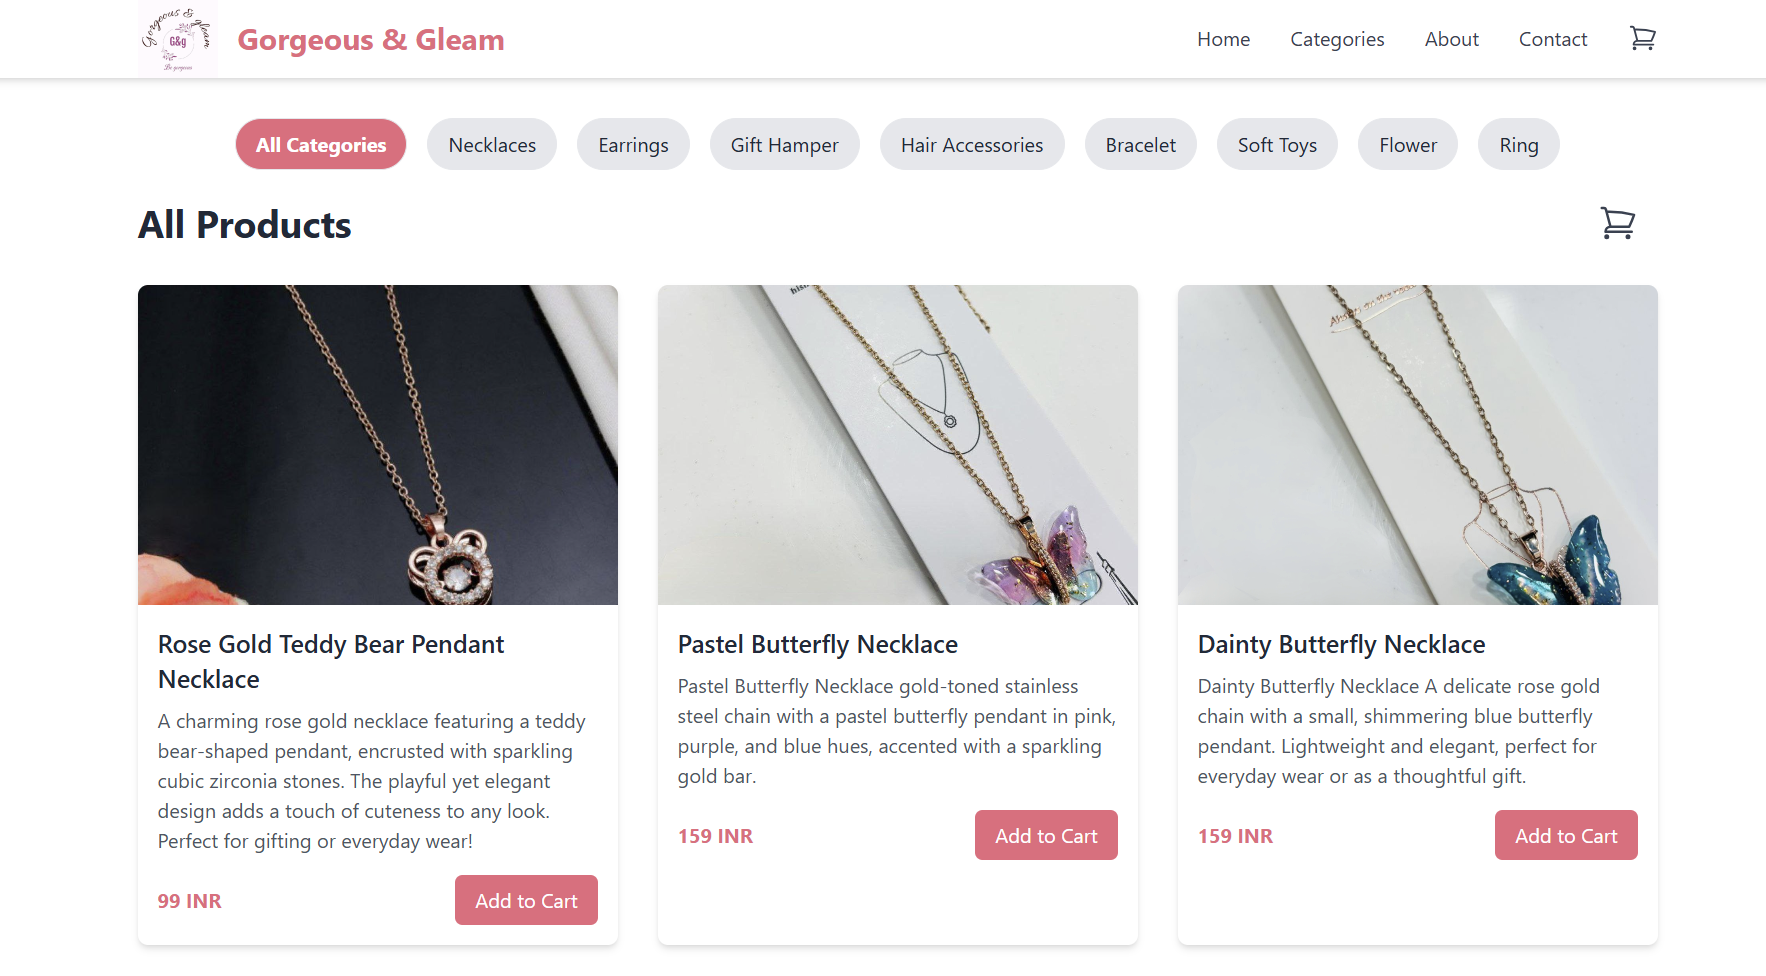 Gorgeous & gleam
G&g
Be gorgeous
Gorgeous & Gleam
Home
Categories
About
Contact
All Categories
Necklaces
Earrings
Gift Hamper
Hair Accessories
Bracelet
Soft Toys
Flower
Ring
All Products
Rose Gold Teddy Bear Pendant
Necklace
A charming rose gold necklace featuring a teddy
bear-shaped pendant, encrusted with sparkling
cubic zirconia stones. The playful yet elegant
design adds a touch of cuteness to any look.
Perfect for gifting or everyday wear!
99 INR
Add to Cart
Pastel Butterfly Necklace
Pastel Butterfly Necklace gold-toned stainless
steel chain with a pastel butterfly pendant in pink,
purple, and blue hues, accented with a sparkling
gold bar.
159 INR
Add to Cart
Dainty Butterfly Necklace
Dainty Butterfly Necklace A delicate rose gold
chain with a small, shimmering blue butterfly
pendant. Lightweight and elegant, perfect for
everyday wear or as a thoughtful gift.
159 INR
Add to Cart